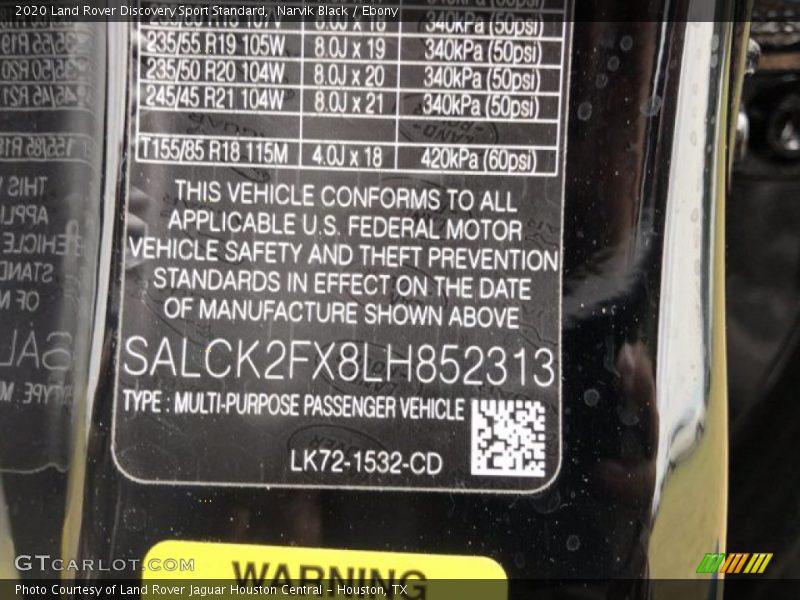 2020 Land Rover Discovery Sport Standard, Narvik Black / Ebony
235/55 R19 105W 8.0J x 19 340kPa (50psi)
235/50 R20 104W 8.0J x 20 340kPa (50psi)
245/45 R21 104W 8.0J x 21 340kPa (50psi)
T155/85 R18 115M 4.0J x 18 420kPa (60psi)
THIS VEHICLE CONFORMS TO ALL
APPLICABLE U.S. FEDERAL MOTOR
VEHICLE SAFETY AND THEFT PREVENTION
STANDARDS IN EFFECT ON THE DATE
OF MANUFACTURE SHOWN ABOVE
SALCK2FX8LH852313
TYPE : MULTI-PURPOSE PASSENGER VEHICLE
LK72-1532-CD
WARNING
GTCARLOT.COM
Photo Courtesy of Land Rover Jaguar Houston Central - Houston, TX